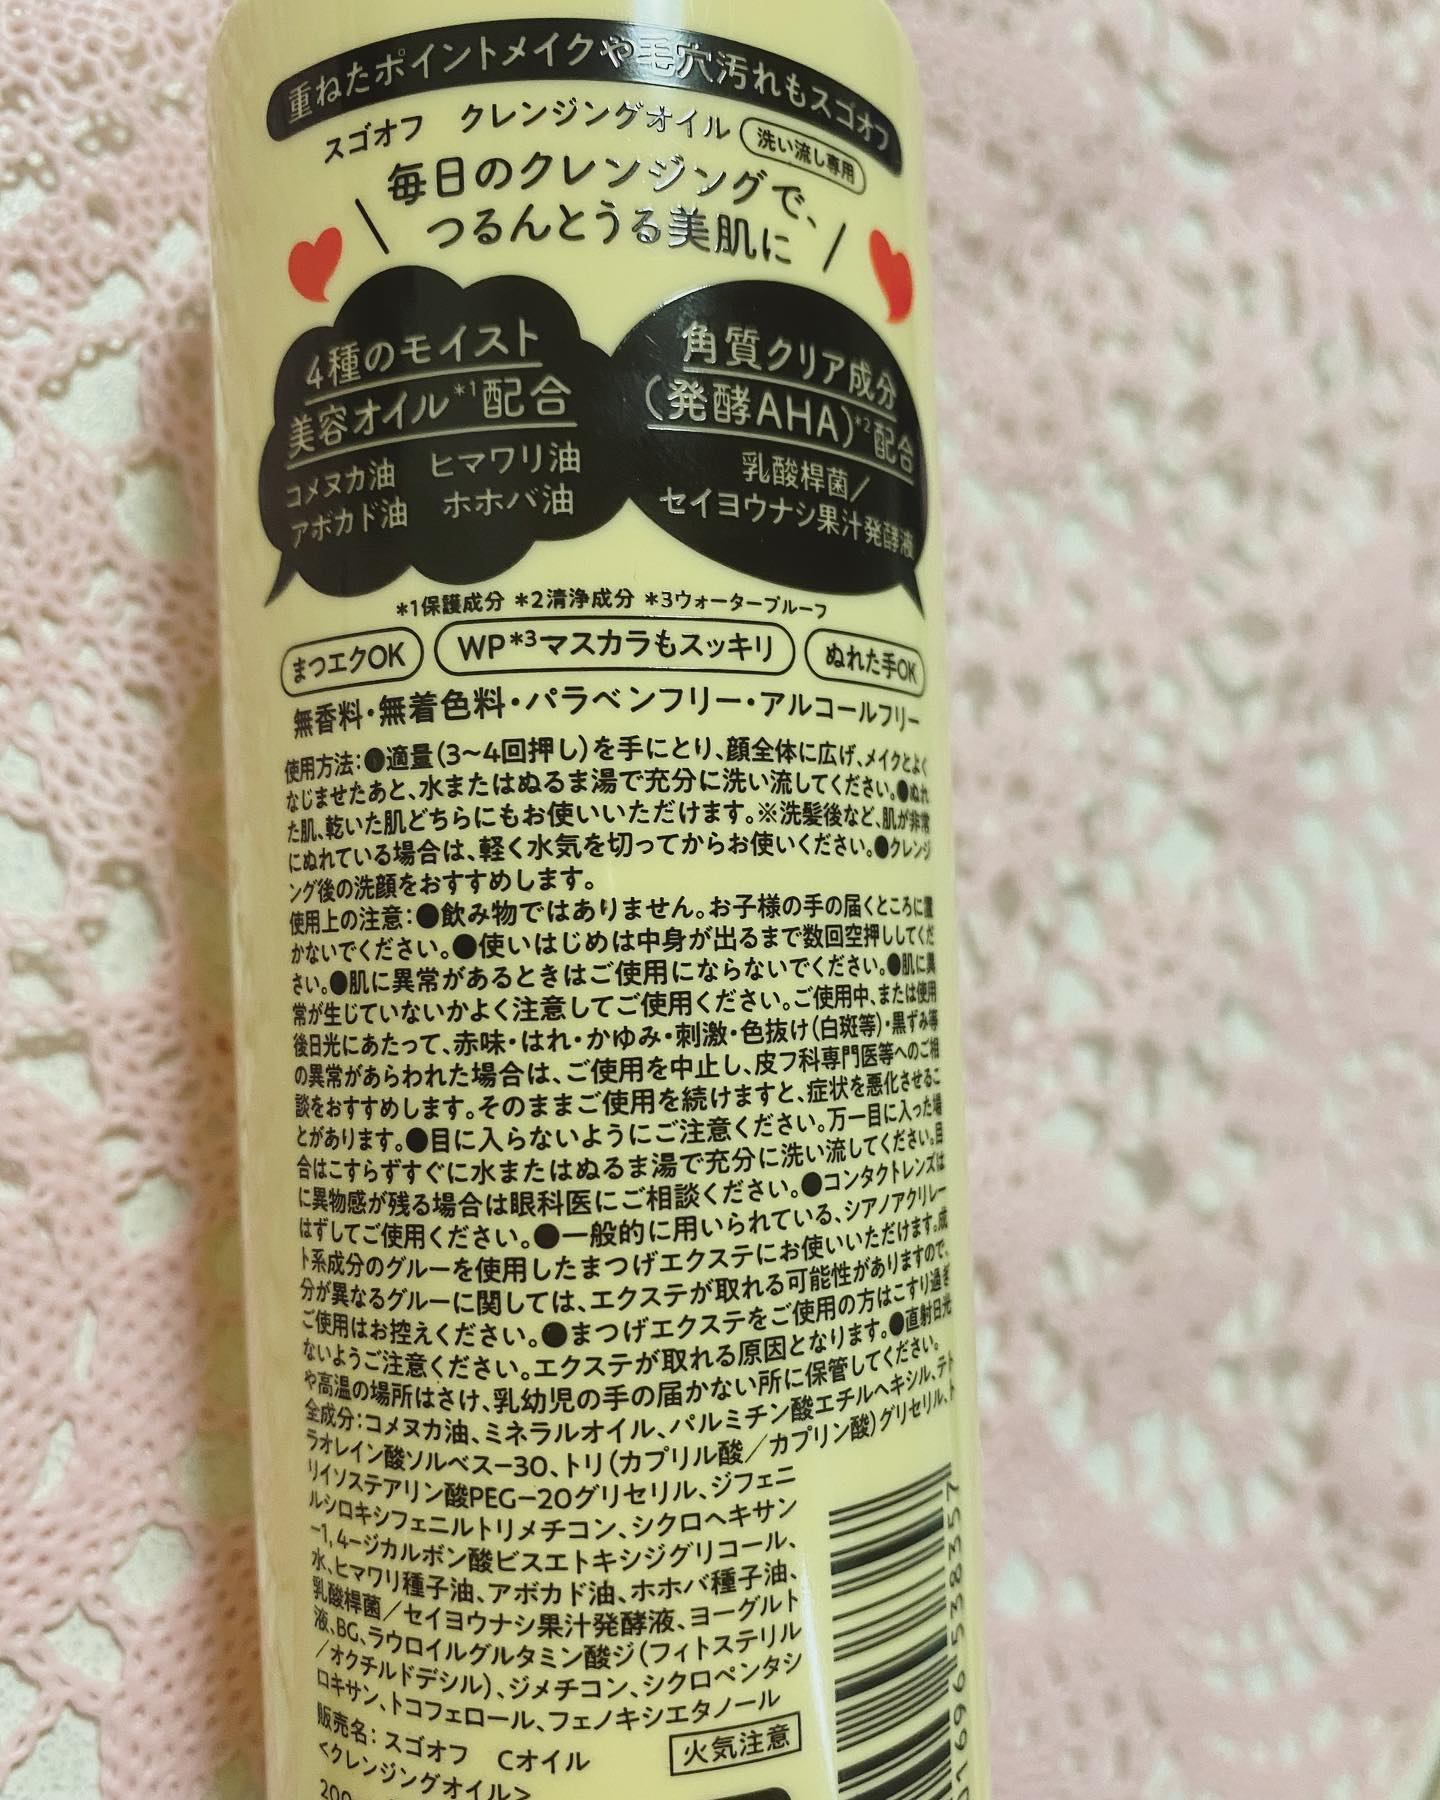 重ねたポイントメイクや毛穴汚れもスゴオフ
スゴオフ クレンジングオイル 洗い流し専用
毎日のクレンジングで、
つるんとうる美肌に
4種のモイスト
美容オイル*1配合
コメヌカ油 ヒマワリ油
アボカド油 ホホバ油
角質クリア成分
(発酵AHA)*2配合
乳酸桿菌/
セイヨウナシ果汁発酵液
*1保護成分 *2清浄成分 *3ウォータープルーフ
まつエクOK WP*3マスカラもスッキリ ぬれた手OK
無香料・無着色料・パラベンフリー・アルコールフリー
使用方法:●適量(3〜4回押し)を手にとり、顔全体に広げ、メイクとよく
なじませたあと、水またはぬるま湯で充分に洗い流してください。●ぬれ
た肌、乾いた肌どちらにもお使いいただけます。※洗髪後など、肌が非常
にぬれている場合は、軽く水気を切ってからお使いください。●クレンジ
ング後の洗顔をおすすめします。
使用上の注意:●飲み物ではありません。お子様の手の届くところに置
かないでください。●使いはじめは中身が出るまで数回空押ししてくだ
さい。●肌に異常があるときはご使用にならないでください。●肌に異
常が生じていないかよく注意してご使用ください。ご使用中、または使用
後日光にあたって、赤味・はれ・かゆみ・刺激・色抜け(白斑等)・黒ずみ等
の異常があらわれた場合は、ご使用を中止し、皮フ科専門医等へのご相
談をおすすめします。そのままご使用を続けますと、症状を悪化させるこ
とがあります。●目に入らないようにご注意ください。万一目に入った場
合はこすらずすぐに水またはぬるま湯で充分に洗い流してください。目
に異物感が残る場合は眼科医にご相談ください。●コンタクトレンズは
はずしてご使用ください。●一般的に用いられている、シアノアクリレー
ト系成分のグルーを使用したまつげエクステにお使いいただけます。成
分が異なるグルーに関しては、エクステが取れる可能性がありますので、
ご使用はお控えください。●まつげエクステをご使用の方はこすり過ぎ
ないようご注意ください。エクステが取れる原因となります。●直射日光
や高温の場所はさけ、乳幼児の手の届かない所に保管してください。
全成分:コメヌカ油、ミネラルオイル、パルミチン酸エチルヘキシル、テト
ラオレイン酸ソルベス-30、トリ(カプリル酸/カプリン酸)グリセリル、ト
リイソステアリン酸PEG-20グリセリル、ジフェニ
ルシロキシフェニルトリメチコン、シクロヘキサン
-1,4-ジカルボン酸ビスエトキシジグリコール、
水、ヒマワリ種子油、アボカド油、ホホバ種子油、
乳酸桿菌/セイヨウナシ果汁発酵液、ヨーグルト
液、BG、ラウロイルグルタミン酸ジ(フィトステリル
/オクチルドデシル)、ジメチコン、シクロペンタシ
ロキサン、トコフェロール、フェノキシエタノール
販売名:スゴオフ Cオイル
<クレンジングオイル>
火気注意
200